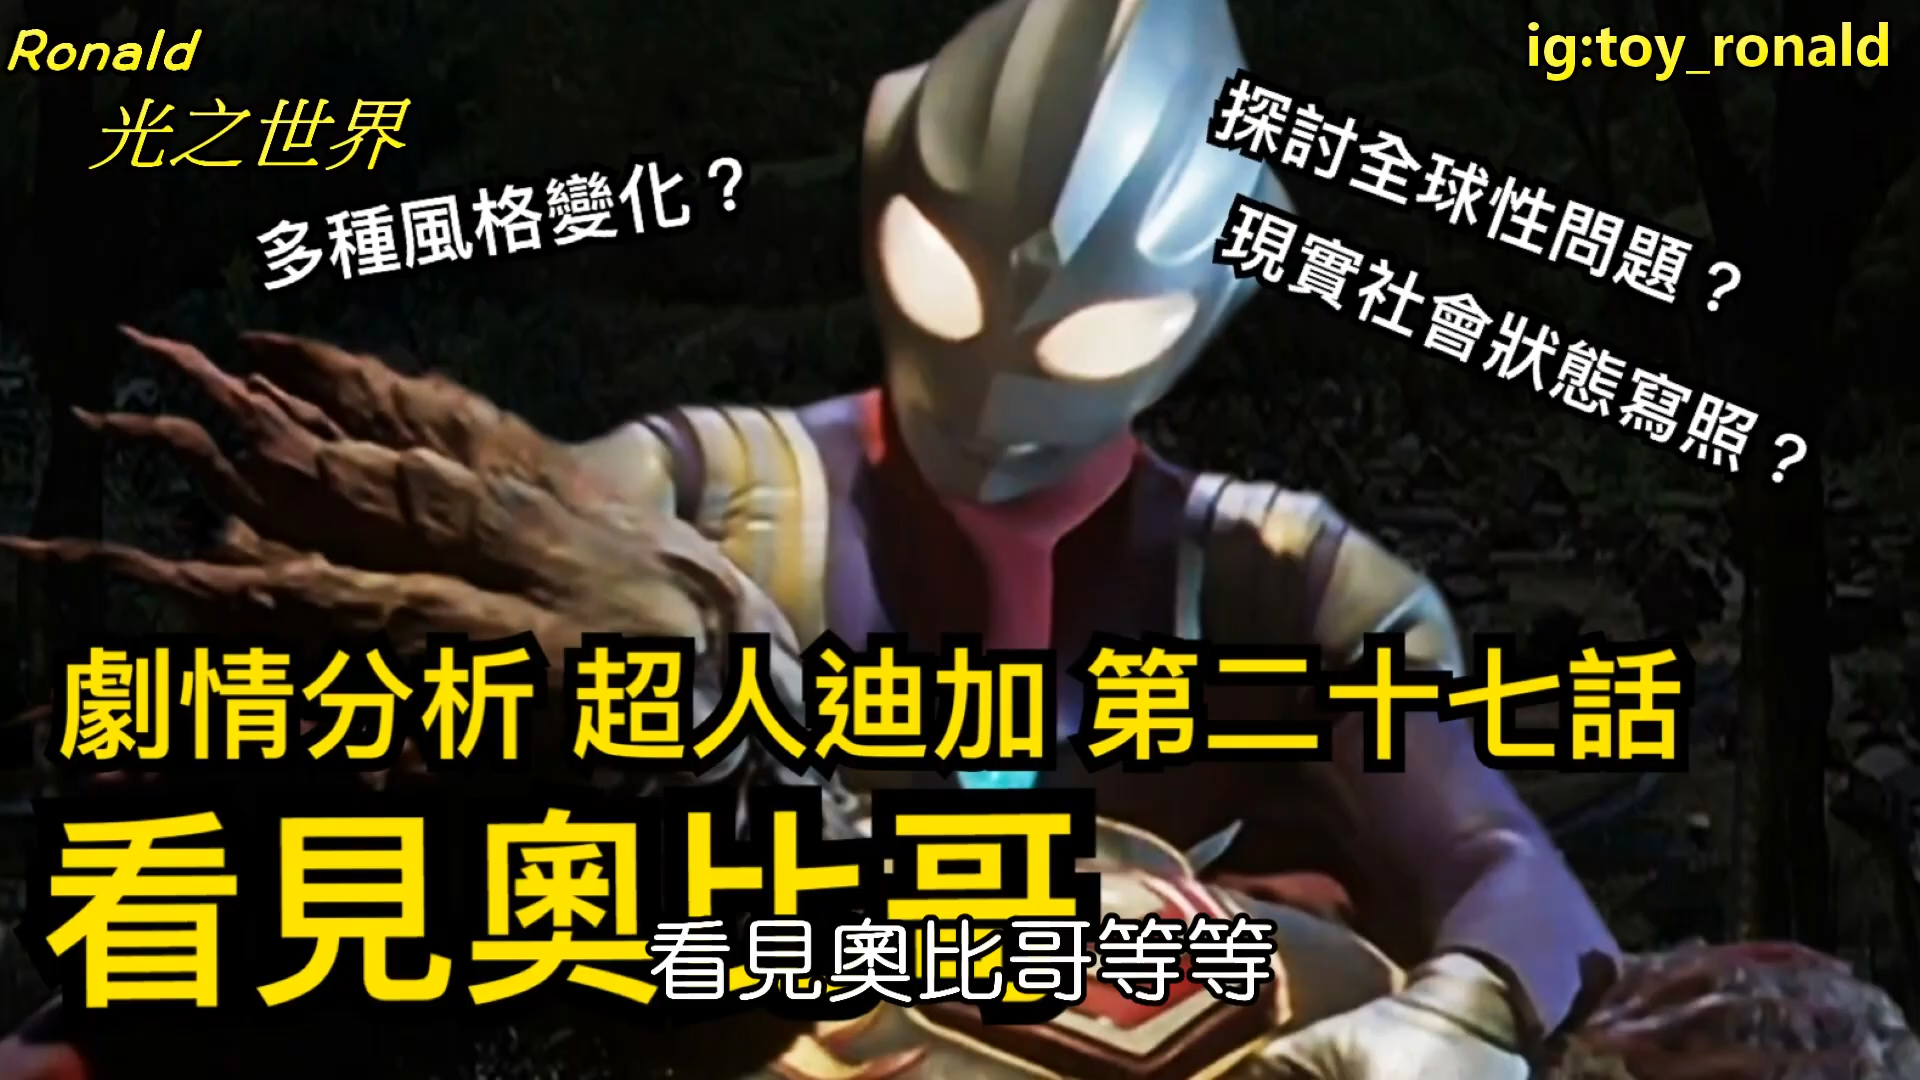 Ronald
光之世界
ig:toy_ronald
多種風格變化？
探討全球性問題？
現實社會狀態寫照？
劇情分析 超人迪加 第二十七話
看見奧比哥
看見奧比哥等等